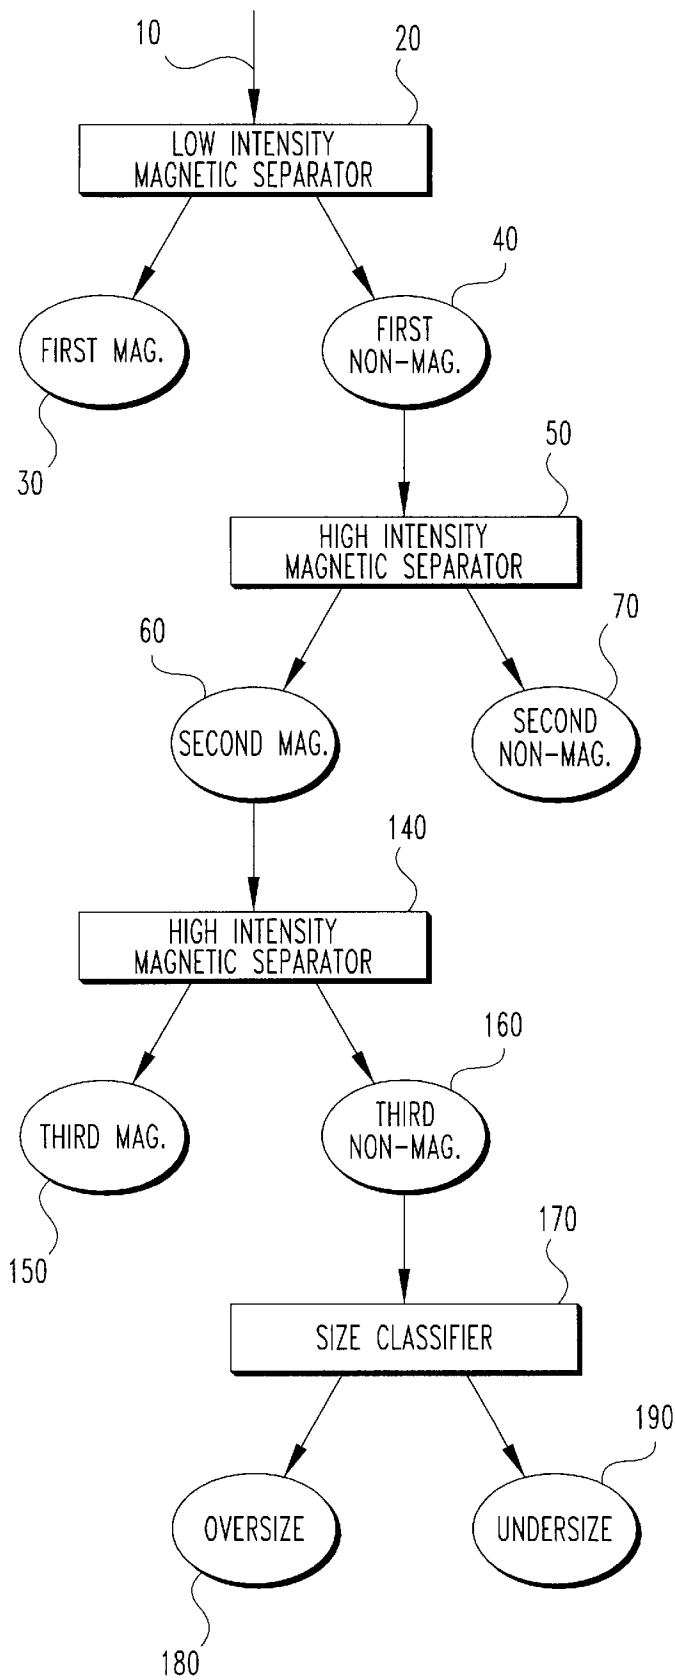 10
20
LOW INTENSITY
MAGNETIC SEPARATOR
40
FIRST MAG.
FIRST
NON-MAG.
30
50
HIGH INTENSITY
MAGNETIC SEPARATOR
60
70
SECOND MAG.
SECOND
NON-MAG.
140
HIGH INTENSITY
MAGNETIC SEPARATOR
160
THIRD MAG.
THIRD
NON-MAG.
150
170
SIZE CLASSIFIER
190
OVERSIZE
UNDERSIZE
180